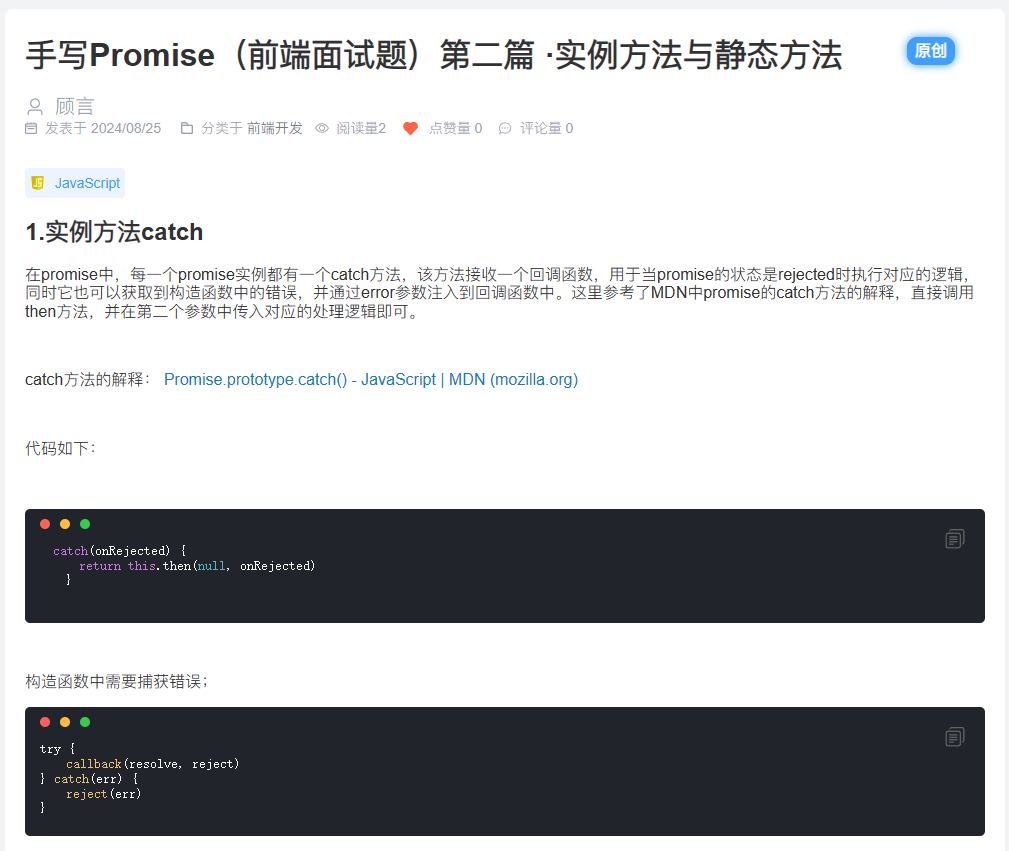 手写Promise（前端面试题）第二篇 ·实例方法与静态方法
原创
顾言
发表于 2024/08/25 分类于 前端开发 阅读量2 点赞量 0 评论量 0
JavaScript
1.实例方法catch
在promise中，每一个promise实例都有一个catch方法，该方法接收一个回调函数，用于当promise的状态是rejected时执行对应的逻辑，
同时它也可以获取到构造函数中的错误，并通过error参数注入到回调函数中。这里参考了MDN中promise的catch方法的解释，直接调用
then方法，并在第二个参数中传入对应的处理逻辑即可。
catch方法的解释： Promise.prototype.catch() - JavaScript | MDN (mozilla.org)
代码如下：
catch(onRejected) {
return this.then(null, onRejected)
}
构造函数中需要捕获错误；
try {
callback(resolve, reject)
} catch(err) {
reject(err)
}